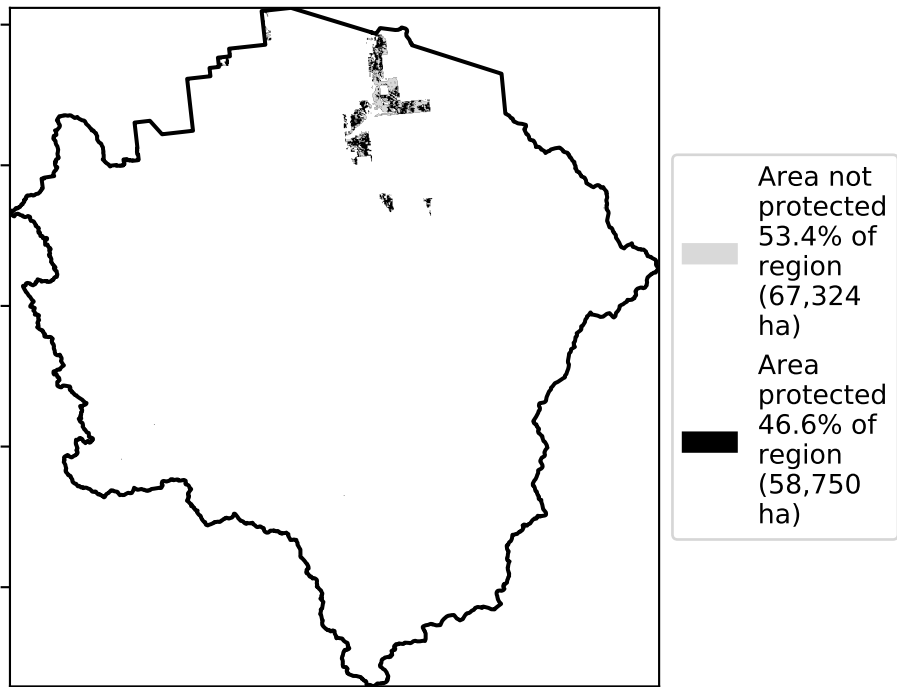 Area not
protected
53.4% of
region
(67,324
ha)
Area
protected
46.6% of
region
(58,750
ha)